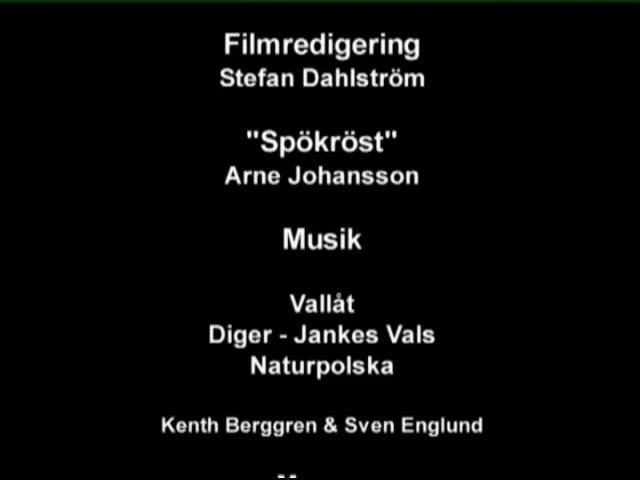 Filmredigering
Stefan Dahlström
"Spökröst"
Arne Johansson
Musik
Vallåt
Diger - Jankes Vals
Naturpolska
Kenth Berggren & Sven Englund